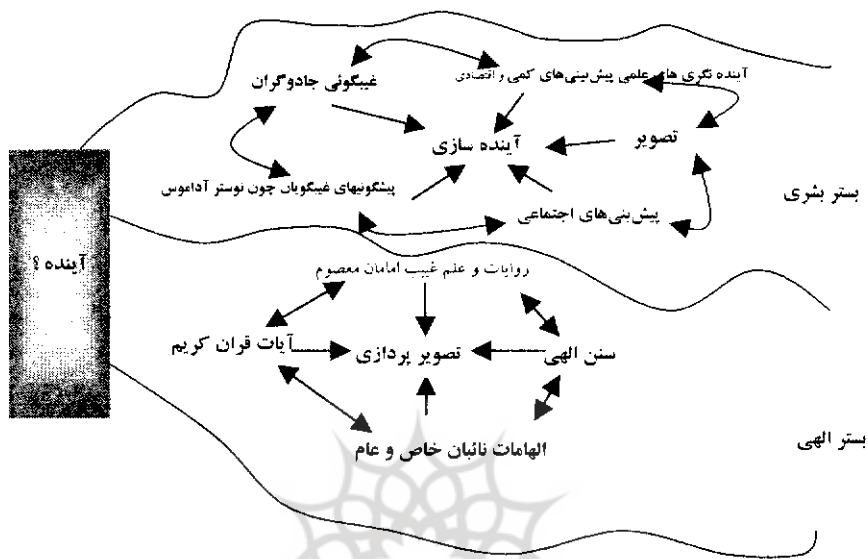 آینده نگری های علمی پیش‌بینی‌های کمی و اقتصادی
غیبگوئی جادوگران
تصویر
آینده سازی
پیشگوئیهای غیبگویان چون نوستر آداموس
بستر بشری
پیش‌بینی‌های اجتماعی
آینده ؟
روایات و علم غیب امامان معصوم
سنن الهی
تصویر پردازی
آیات قران کریم
بستر الهی
الهامات نائبان خاص و عام